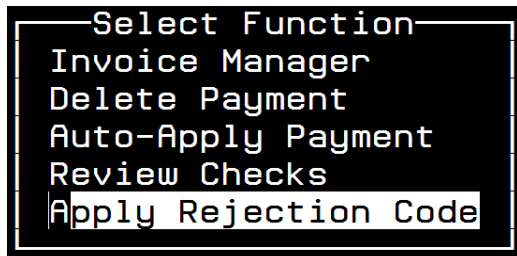 Select Function
Invoice Manager
Delete Payment
Auto-Apply Payment
Review Checks
Apply Rejection Code